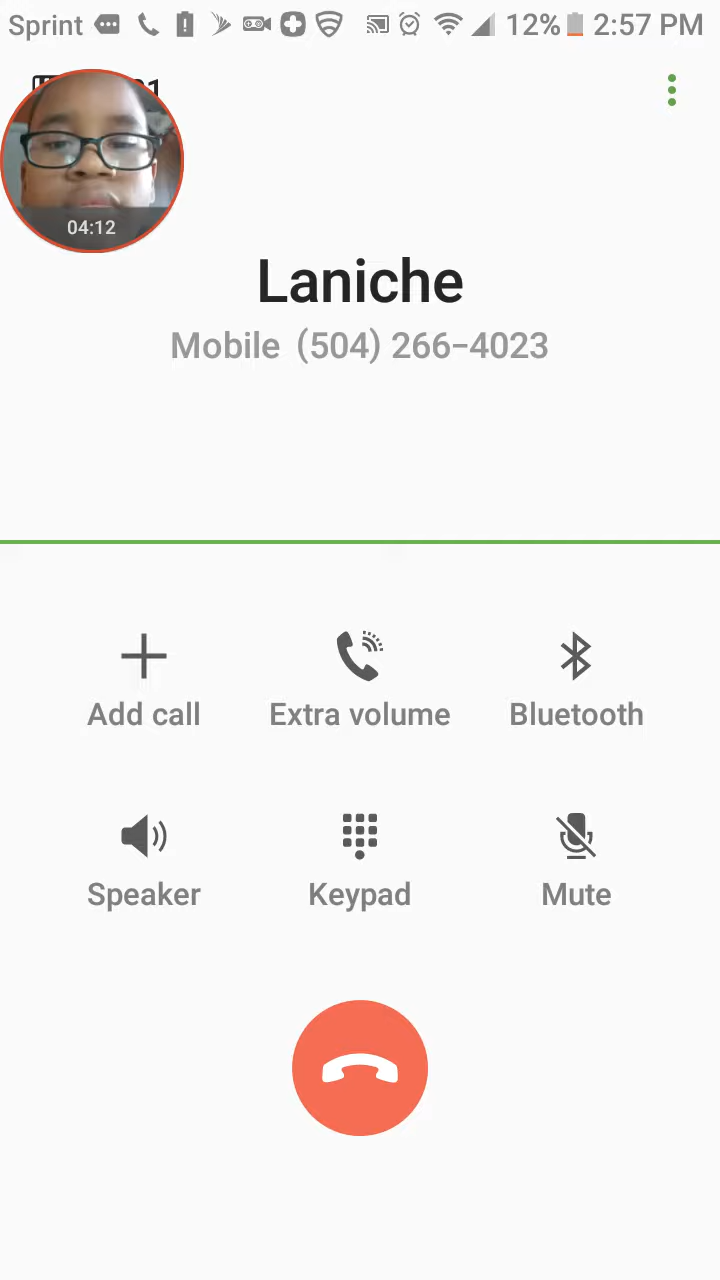 Sprint 12% 2:57 PM
04:12
Laniche
Mobile (504) 266-4023
Add call Extra volume Bluetooth
Speaker Keypad Mute